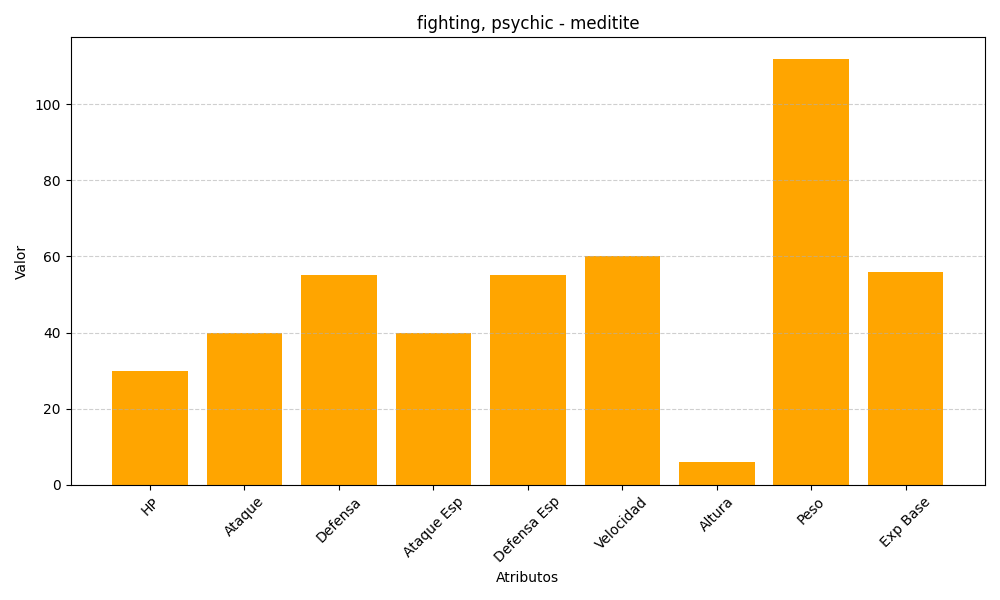 fighting, psychic - meditite
Valor
100
80
60
40
20
0
HP
Ataque
Defensa
Ataque Esp
Defensa Esp
Velocidad
Altura
Peso
Exp Base
Atributos